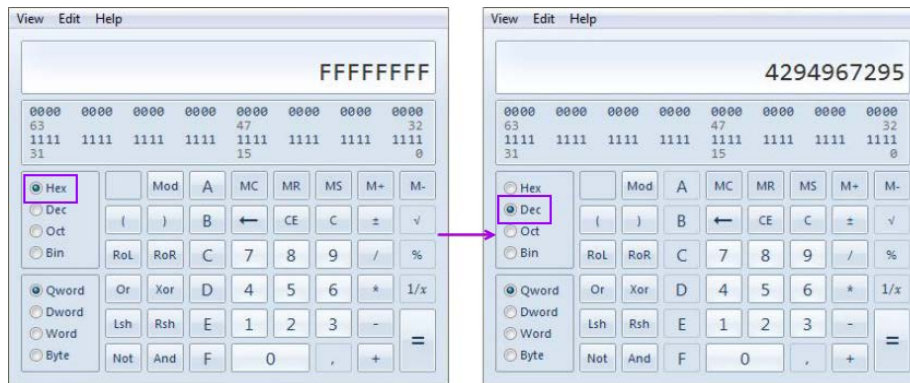 View Edit Help
FFFFFFFF
0000 0000 0000 0000 0000 0000 0000 0000
63 47 32
1111 1111 1111 1111 1111 1111 1111 1111
31 15 0
Hex Mod A MC MR MS M+ M-
Dec ( ) B ← CE C ± √
Oct
Bin RoL RoR C 7 8 9 / %
Qword Or Xor D 4 5 6 * 1/x
Dword Lsh Rsh E 1 2 3 - =
Word
Byte Not And F 0 , +
View Edit Help
4294967295
0000 0000 0000 0000 0000 0000 0000 0000
63 47 32
1111 1111 1111 1111 1111 1111 1111 1111
31 15 0
Hex Mod A MC MR MS M+ M-
Dec ( ) B ← CE C ± √
Oct
Bin RoL RoR C 7 8 9 / %
Qword Or Xor D 4 5 6 * 1/x
Dword Lsh Rsh E 1 2 3 - =
Word
Byte Not And F 0 , +